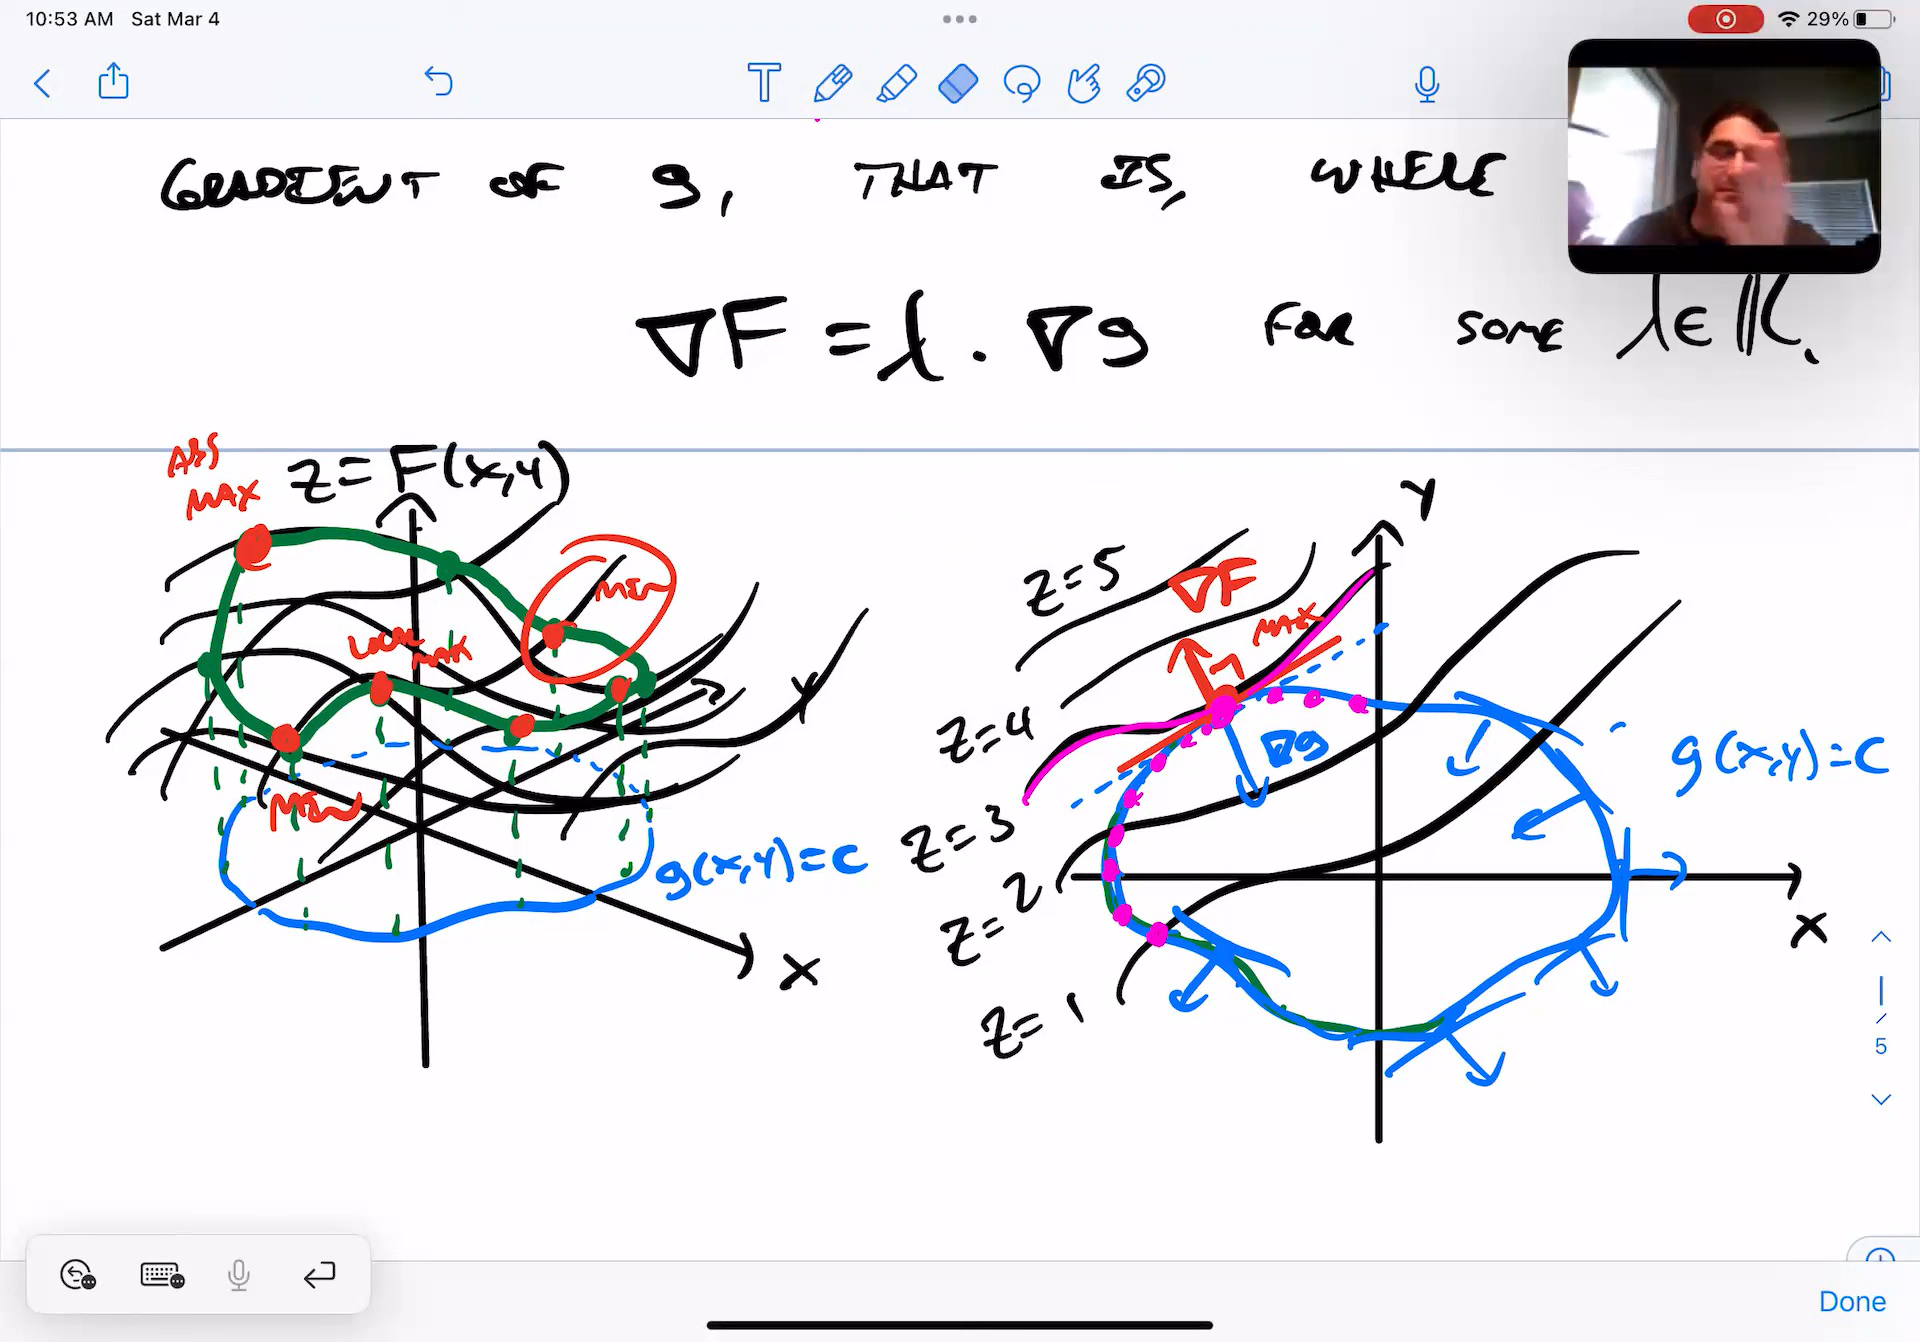 10:53 AM Sat Mar 4
29%
GRADIENT OF g, THAT IS, WHERE
∇F = λ · ∇g FOR SOME λ∈ℝ.
ABS
MAX
Z = F(x,y)
MIN
LOCAL
MAX
Y
MIN
g(x,y)=c
X
Y
Z=5
∇F
MAX
Z=4
∇g
g(x,y)=c
Z=3
Z=2
X
Z=1
1
/
5
Done